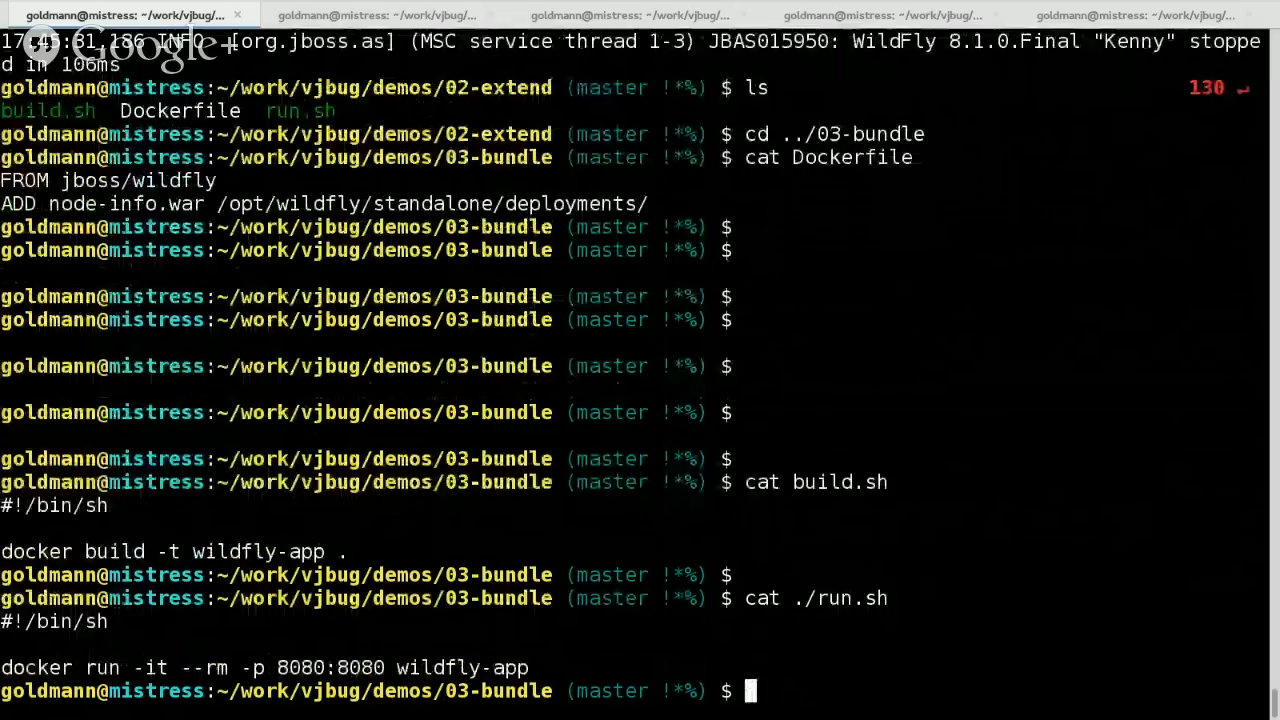 goldmann@mistress: ~/work/vjbug/... × goldmann@mistress: ~/work/vjbug/... goldmann@mistress: ~/work/vjbug/... goldmann@mistress: ~/work/vjbug/... goldmann@mistress: ~/work/vjbug/...
17:45:31,186 INFO [org.jboss.as] (MSC service thread 1-3) JBAS015950: WildFly 8.1.0.Final "Kenny" stoppe
Google+
d in 106ms
goldmann@mistress:~/work/vjbug/demos/02-extend (master !*%) $ ls 130 ↵
build.sh Dockerfile run.sh
goldmann@mistress:~/work/vjbug/demos/02-extend (master !*%) $ cd ../03-bundle
goldmann@mistress:~/work/vjbug/demos/03-bundle (master !*%) $ cat Dockerfile
FROM jboss/wildfly
ADD node-info.war /opt/wildfly/standalone/deployments/
goldmann@mistress:~/work/vjbug/demos/03-bundle (master !*%) $
goldmann@mistress:~/work/vjbug/demos/03-bundle (master !*%) $
goldmann@mistress:~/work/vjbug/demos/03-bundle (master !*%) $
goldmann@mistress:~/work/vjbug/demos/03-bundle (master !*%) $
goldmann@mistress:~/work/vjbug/demos/03-bundle (master !*%) $
goldmann@mistress:~/work/vjbug/demos/03-bundle (master !*%) $
goldmann@mistress:~/work/vjbug/demos/03-bundle (master !*%) $
goldmann@mistress:~/work/vjbug/demos/03-bundle (master !*%) $ cat build.sh
#!/bin/sh
docker build -t wildfly-app .
goldmann@mistress:~/work/vjbug/demos/03-bundle (master !*%) $
goldmann@mistress:~/work/vjbug/demos/03-bundle (master !*%) $ cat ./run.sh
#!/bin/sh
docker run -it --rm -p 8080:8080 wildfly-app
goldmann@mistress:~/work/vjbug/demos/03-bundle (master !*%) $